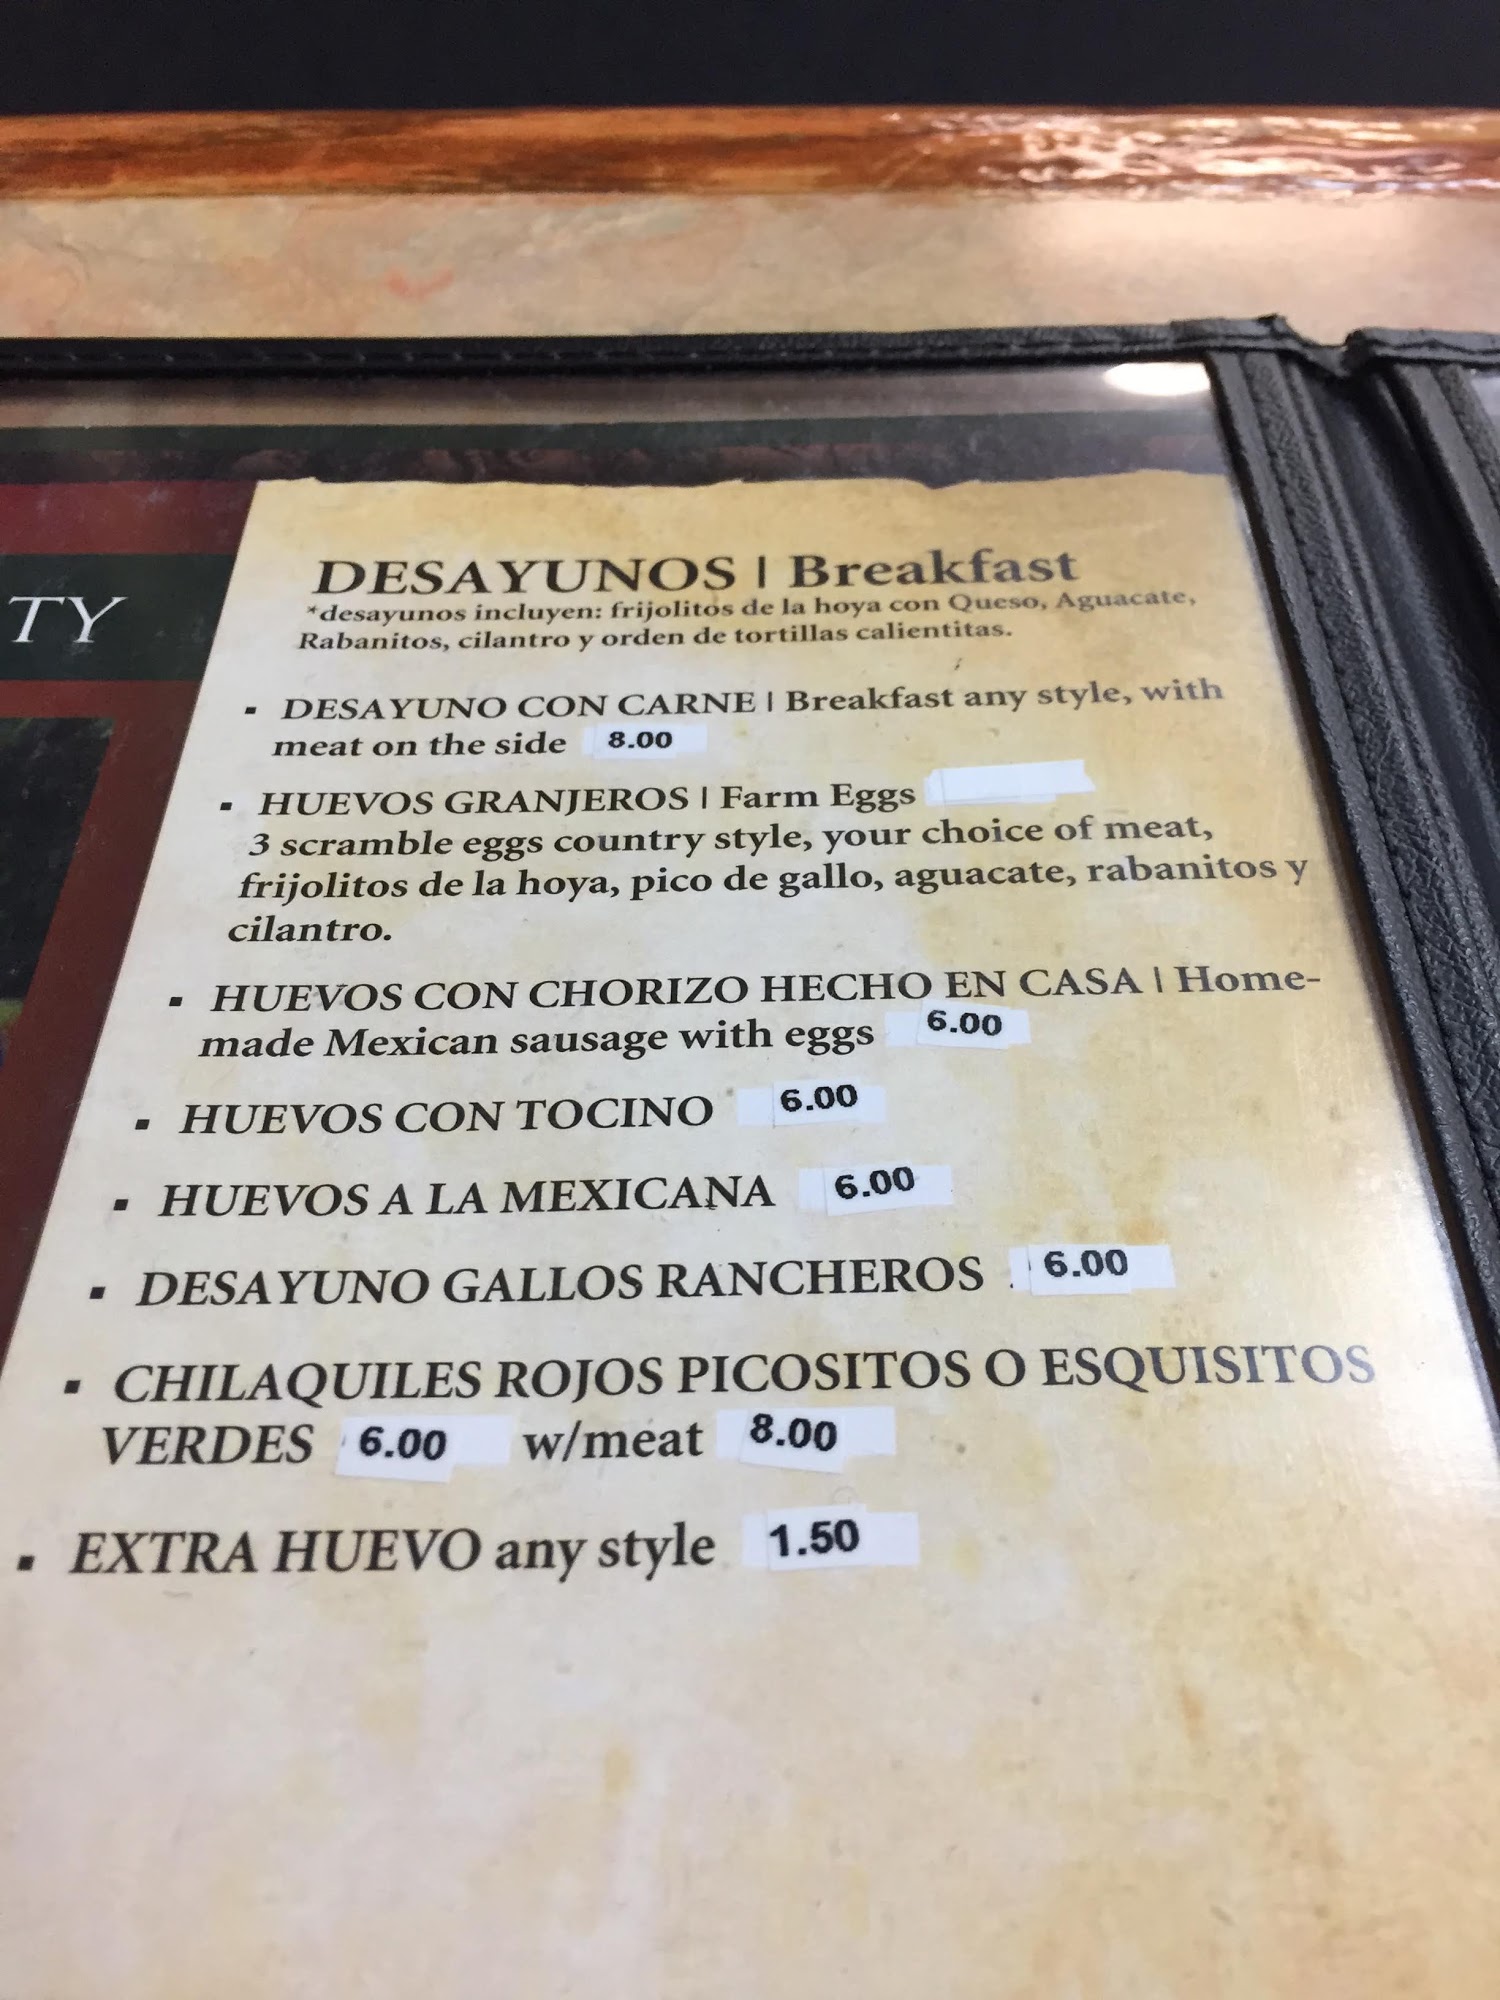 TY
DESAYUNOS | Breakfast
*desayunos incluyen: frijolitos de la hoya con Queso, Aguacate,
Rabanitos, cilantro y orden de tortillas calientitas.
▪ DESAYUNO CON CARNE | Breakfast any style, with
meat on the side 8.00
▪ HUEVOS GRANJEROS | Farm Eggs
3 scramble eggs country style, your choice of meat,
frijolitos de la hoya, pico de gallo, aguacate, rabanitos y
cilantro.
▪ HUEVOS CON CHORIZO HECHO EN CASA | Home-
made Mexican sausage with eggs 6.00
▪ HUEVOS CON TOCINO 6.00
▪ HUEVOS A LA MEXICANA 6.00
▪ DESAYUNO GALLOS RANCHEROS 6.00
▪ CHILAQUILES ROJOS PICOSITOS O ESQUISITOS
VERDES 6.00 w/meat 8.00
▪ EXTRA HUEVO any style 1.50